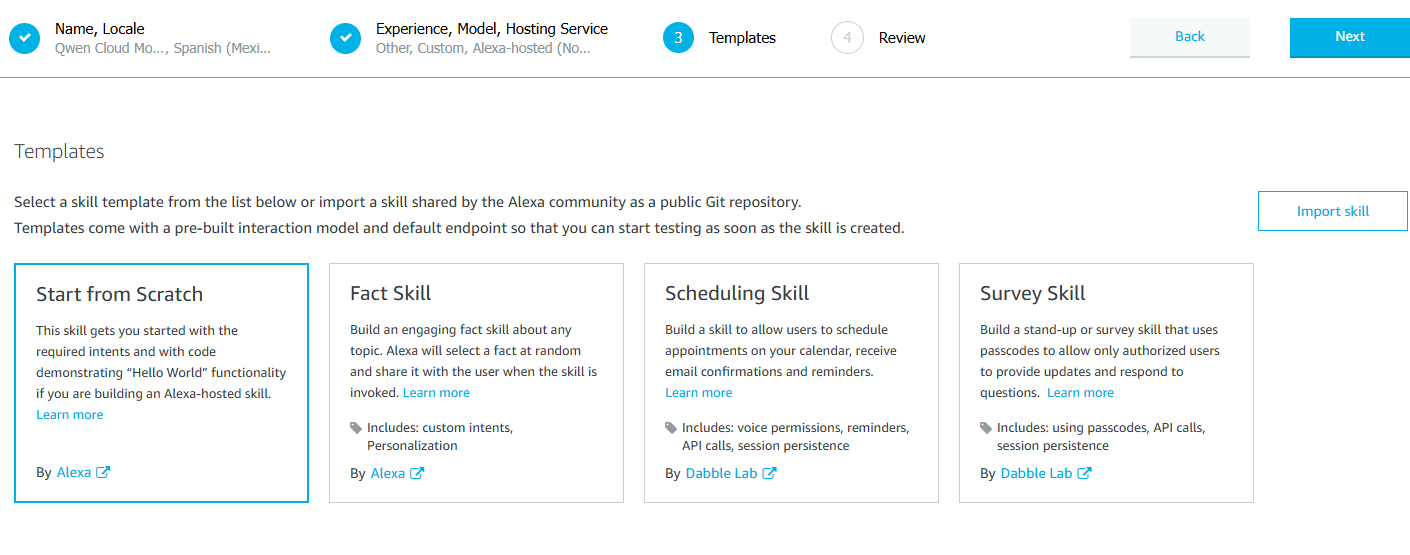 Name, Locale
Qwen Cloud Mo..., Spanish (Mexi...
Experience, Model, Hosting Service
Other, Custom, Alexa-hosted (No...
3
Templates
4
Review
Back
Next
Templates
Select a skill template from the list below or import a skill shared by the Alexa community as a public Git repository.
Templates come with a pre-built interaction model and default endpoint so that you can start testing as soon as the skill is created.
Import skill
Start from Scratch
This skill gets you started with the
required intents and with code
demonstrating “Hello World” functionality
if you are building an Alexa-hosted skill.
Learn more
By Alexa
Fact Skill
Build an engaging fact skill about any
topic. Alexa will select a fact at random
and share it with the user when the skill is
invoked. Learn more
Includes: custom intents,
Personalization
By Alexa
Scheduling Skill
Build a skill to allow users to schedule
appointments on your calendar, receive
email confirmations and reminders.
Learn more
Includes: voice permissions, reminders,
API calls, session persistence
By Dabble Lab
Survey Skill
Build a stand-up or survey skill that uses
passcodes to allow only authorized users
to provide updates and respond to
questions. Learn more
Includes: using passcodes, API calls,
session persistence
By Dabble Lab